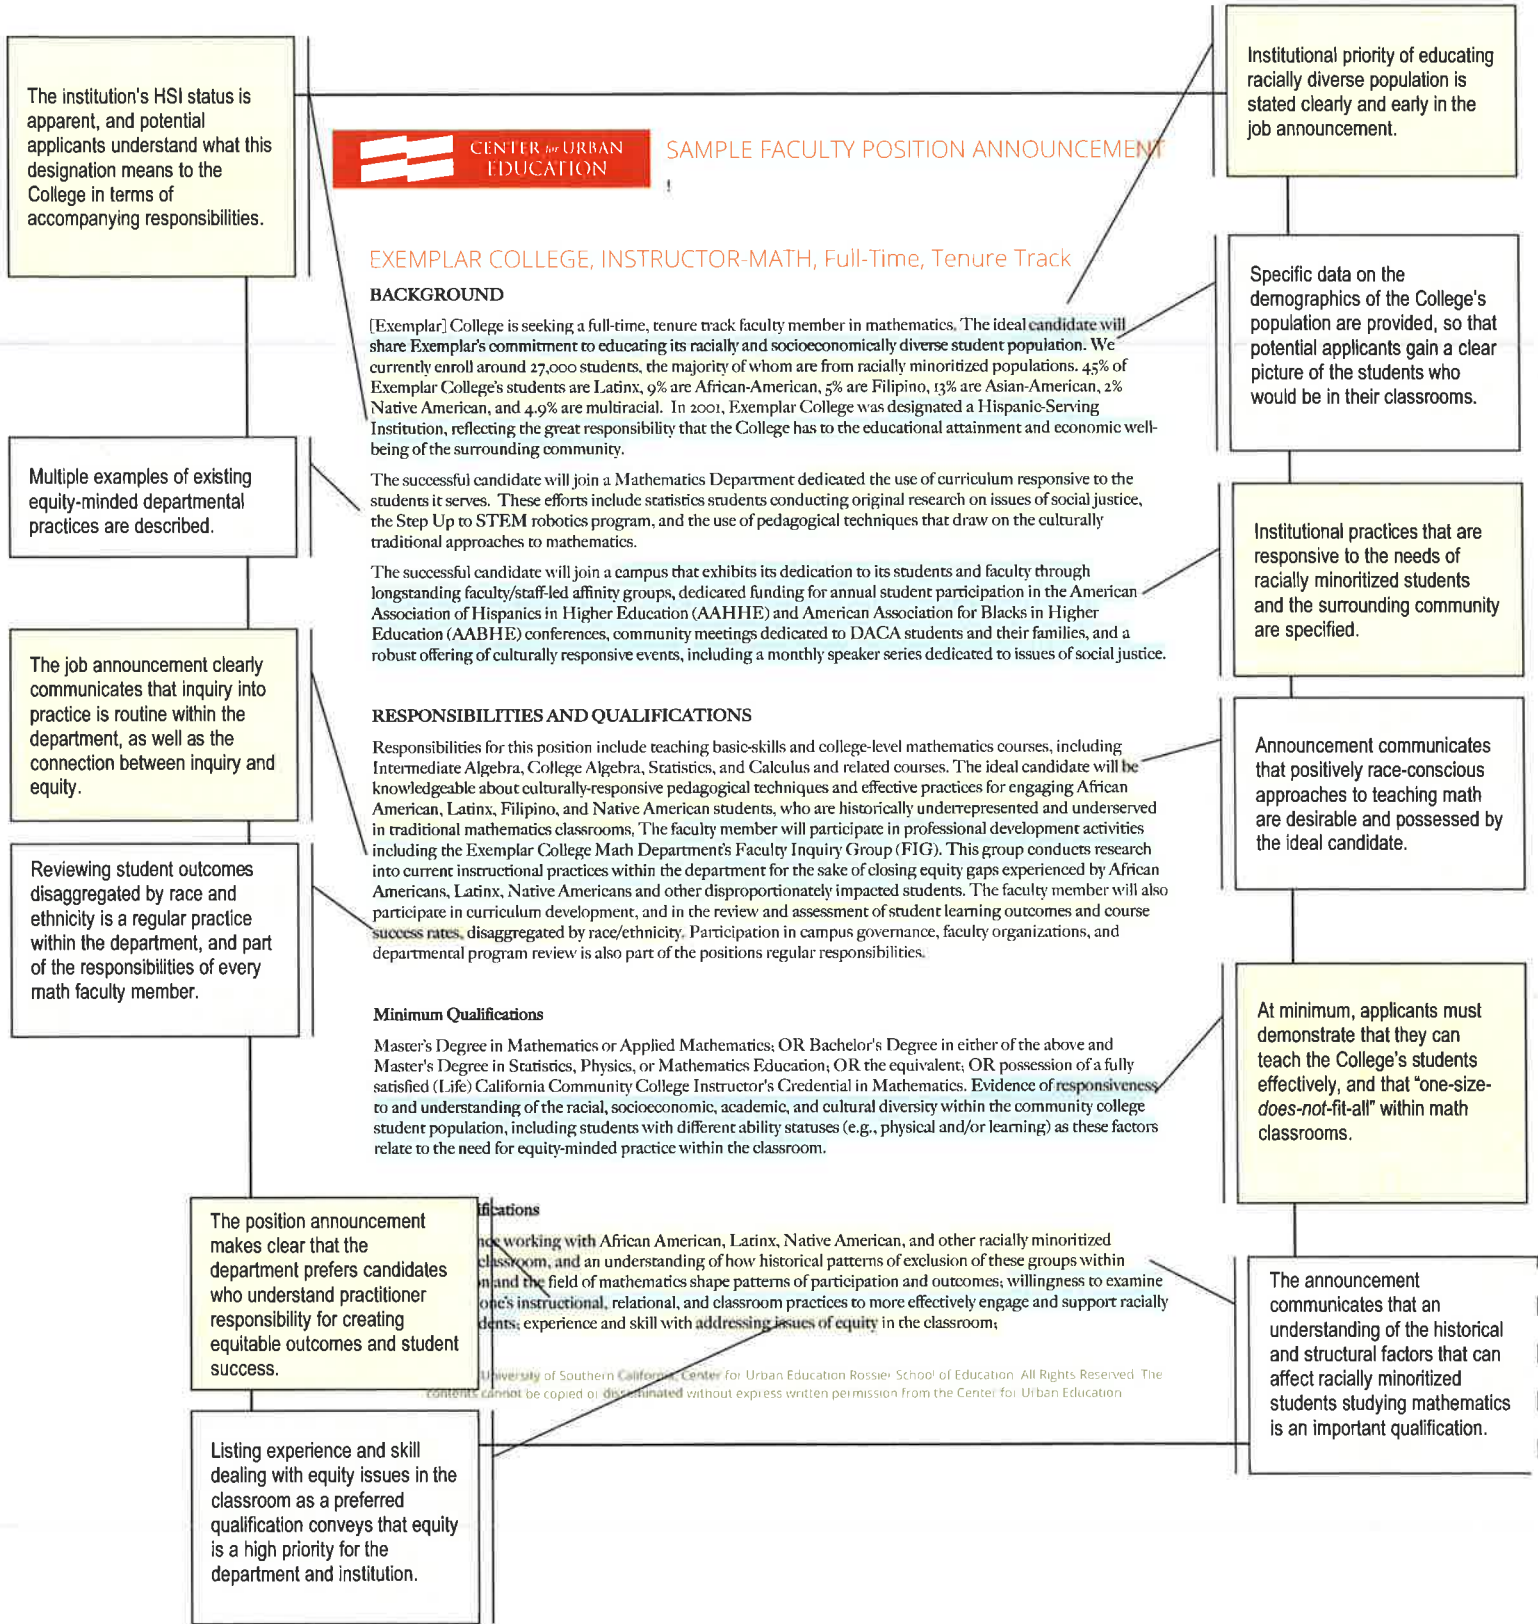 The institution's HSI status is
apparent, and potential
applicants understand what this
designation means to the
College in terms of
accompanying responsibilities.
Institutional priority of educating
racially diverse population is
stated clearly and early in the
job announcement.
CENTER for URBAN
EDUCATION
SAMPLE FACULTY POSITION ANNOUNCEMENT
!
EXEMPLAR COLLEGE, INSTRUCTOR-MATH, Full-Time, Tenure Track
Specific data on the
demographics of the College's
population are provided, so that
potential applicants gain a clear
picture of the students who
would be in their classrooms.
BACKGROUND
[Exemplar] College is seeking a full-time, tenure track faculty member in mathematics. The ideal candidate will
share Exemplar's commitment to educating its racially and socioeconomically diverse student population. We
currently enroll around 27,000 students, the majority of whom are from racially minoritized populations. 45% of
Exemplar College's students are Latinx, 9% are African-American, 5% are Filipino, 13% are Asian-American, 2%
Native American, and 4.9% are multiracial. In 2001, Exemplar College was designated a Hispanic-Serving
Institution, reflecting the great responsibility that the College has to the educational attainment and economic well-
being of the surrounding community.
Multiple examples of existing
equity-minded departmental
practices are described.
The successful candidate will join a Mathematics Department dedicated the use of curriculum responsive to the
students it serves. These efforts include statistics students conducting original research on issues of social justice,
the Step Up to STEM robotics program, and the use of pedagogical techniques that draw on the culturally
traditional approaches to mathematics.
Institutional practices that are
responsive to the needs of
racially minoritized students
and the surrounding community
are specified.
The successful candidate will join a campus that exhibits its dedication to its students and faculty through
longstanding faculty/staff-led affinity groups, dedicated funding for annual student participation in the American
Association of Hispanics in Higher Education (AAHHE) and American Association for Blacks in Higher
Education (AABHE) conferences, community meetings dedicated to DACA students and their families, and a
robust offering of culturally responsive events, including a monthly speaker series dedicated to issues of social justice.
The job announcement clearly
communicates that inquiry into
practice is routine within the
department, as well as the
connection between inquiry and
equity.
Announcement communicates
that positively race-conscious
approaches to teaching math
are desirable and possessed by
the ideal candidate.
RESPONSIBILITIES AND QUALIFICATIONS
Responsibilities for this position include teaching basic-skills and college-level mathematics courses, including
Intermediate Algebra, College Algebra, Statistics, and Calculus and related courses. The ideal candidate will be
knowledgeable about culturally-responsive pedagogical techniques and effective practices for engaging African
American, Latinx, Filipino, and Native American students, who are historically underrepresented and underserved
in traditional mathematics classrooms. The faculty member will participate in professional development activities
including the Exemplar College Math Department's Faculty Inquiry Group (FIG). This group conducts research
into current instructional practices within the department for the sake of closing equity gaps experienced by African
Americans, Latinx, Native Americans and other disproportionately impacted students. The faculty member will also
participate in curriculum development, and in the review and assessment of student learning outcomes and course
success rates, disaggregated by race/ethnicity. Participation in campus governance, faculty organizations, and
departmental program review is also part of the positions regular responsibilities.
Reviewing student outcomes
disaggregated by race and
ethnicity is a regular practice
within the department, and part
of the responsibilities of every
math faculty member.
At minimum, applicants must
demonstrate that they can
teach the College's students
effectively, and that "one-size-
does-not-fit-all" within math
classrooms.
Minimum Qualifications
Master's Degree in Mathematics or Applied Mathematics; OR Bachelor's Degree in either of the above and
Master's Degree in Statistics, Physics, or Mathematics Education; OR the equivalent; OR possession of a fully
satisfied (Life) California Community College Instructor's Credential in Mathematics. Evidence of responsiveness
to and understanding of the racial, socioeconomic, academic, and cultural diversity within the community college
student population, including students with different ability statuses (e.g., physical and/or learning) as these factors
relate to the need for equity-minded practice within the classroom.
The position announcement
makes clear that the
department prefers candidates
who understand practitioner
responsibility for creating
equitable outcomes and student
success.
ifications
working with African American, Latinx, Native American, and other racially minoritized
classroom, and an understanding of how historical patterns of exclusion of these groups within
and the field of mathematics shape patterns of participation and outcomes; willingness to examine
one's instructional, relational, and classroom practices to more effectively engage and support racially
dents; experience and skill with addressing issues of equity in the classroom;
The announcement
communicates that an
understanding of the historical
and structural factors that can
affect racially minoritized
students studying mathematics
is an important qualification.
University of Southern California, Center for Urban Education Rossier School of Education. All Rights Reserved. The
contents cannot be copied or disseminated without express written permission from the Center for Urban Education
Listing experience and skill
dealing with equity issues in the
classroom as a preferred
qualification conveys that equity
is a high priority for the
department and institution.